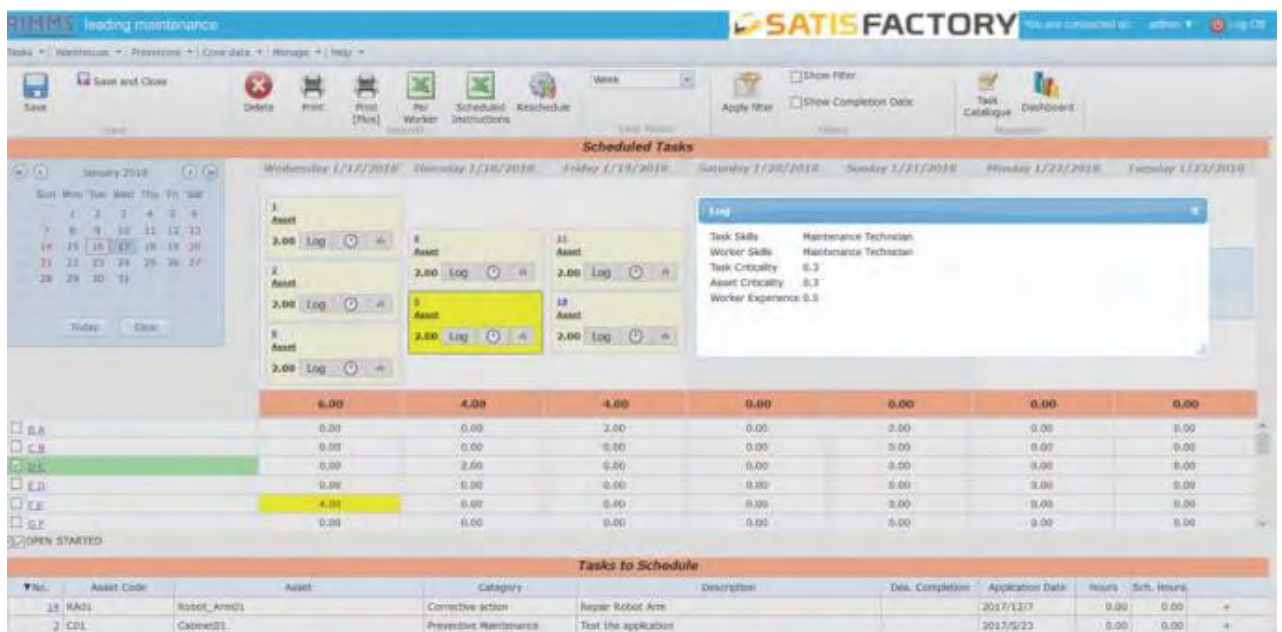 RIMMS leading maintenance SATISFACTORY You are connected as: admin Log Off
Tasks Warehouse Preventions Core data Manage Help
Save and Close Week Show Filter
Save Delete Print Print [Plus] Per Worker Scheduled Instructions Reschedule Apply filter Show Completion Date Task Catalogue Dashboard
Scheduled Tasks
January 2018 Wednesday 1/17/2018 Thursday 1/18/2018 Friday 1/19/2018 Saturday 1/20/2018 Sunday 1/21/2018 Monday 1/22/2018 Tuesday 1/23/2018
Sun Mon Tue Wed Thu Fri Sat
1 2 3 4 5 6
7 8 9 10 11 12 13
14 15 16 17 18 19 20
21 22 23 24 25 26 27
28 29 30 31
Today Clear
1
Asset
2.00 Log
2
Asset
2.00 Log
Asset
2.00 Log
Asset
2.00 Log
5
Asset
2.00 Log
11
Asset
2.00 Log
Asset
2.00 Log
Log
Task Skills Maintenance Technician
Worker Skills Maintenance Technician
Task Criticality 0.3
Asset Criticality 0.3
Worker Experience 0.5
6.00 4.00 4.00 0.00 0.00 0.00 0.00
B.A 0.00 0.00 2.00 0.00 0.00 0.00 0.00
C.B 0.00 0.00 0.00 0.00 0.00 0.00 0.00
D.C 0.00 2.00 0.00 0.00 0.00 0.00 0.00
E.D 0.00 0.00 0.00 0.00 0.00 0.00 0.00
F.E 4.00 0.00 0.00 0.00 0.00 0.00 0.00
G.F 0.00 0.00 0.00 0.00 0.00 0.00 0.00
OPEN STARTED
Tasks to Schedule
No. Asset Code Asset Category Description Des. Completion Application Date Hours Sch. Hours
14 RA01 Robot_Arm01 Corrective action Repair Robot Arm 2017/12/7 0.00 0.00 +
2 C01 Cabinet01 Preventive Maintenance Test the application 2017/5/23 0.00 0.00 +